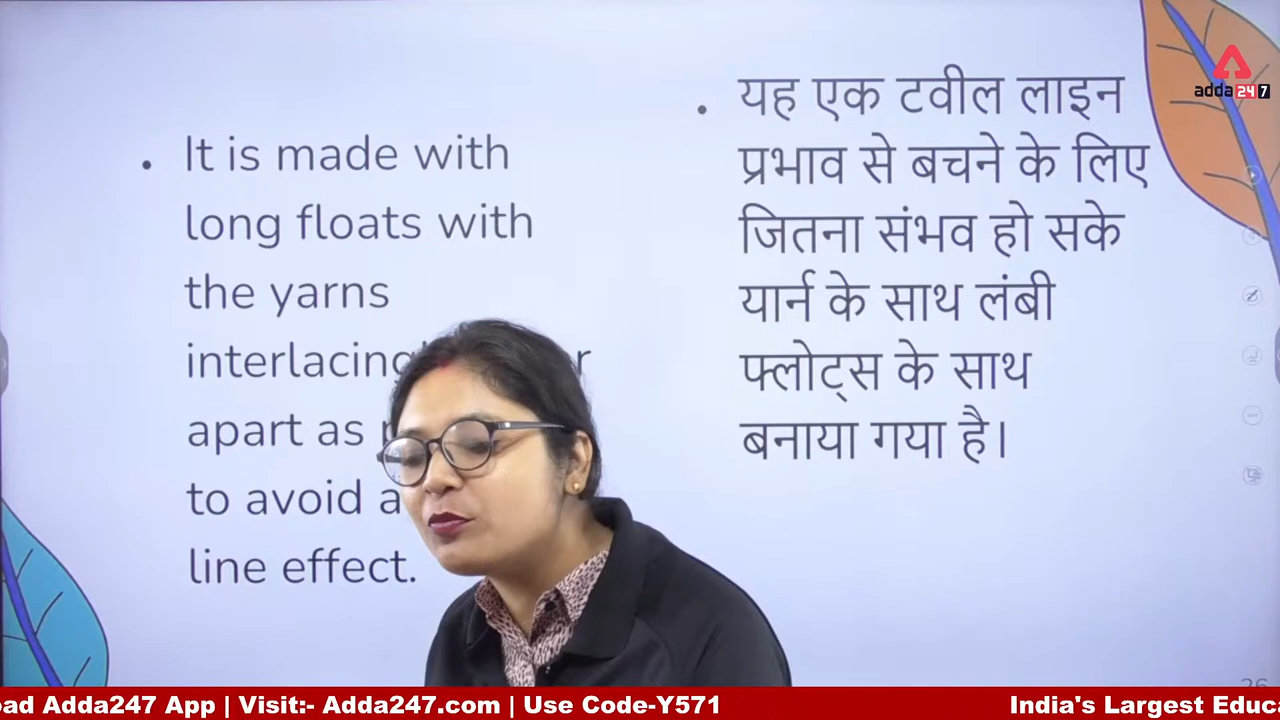 It is made with
long floats with
the yarns
interlacing
apart as
to avoid a
line effect.
यह एक टवील लाइन
प्रभाव से बचने के लिए
जितना संभव हो सके
यार्न के साथ लंबी
फ्लोट्स के साथ
बनाया गया है।
adda247
26
Adda247 App | Visit:- Adda247.com | Use Code-Y571
India's Largest